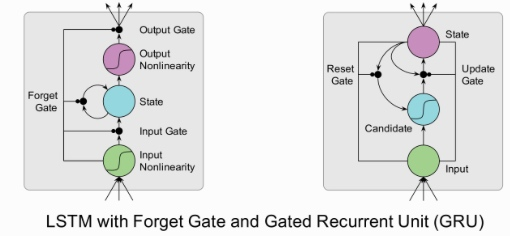 Output Gate
Output
Nonlinearity
Forget
Gate
State
Input Gate
Input
Nonlinearity
State
Reset
Gate
Update
Gate
Candidate
Input
LSTM with Forget Gate and Gated Recurrent Unit (GRU)